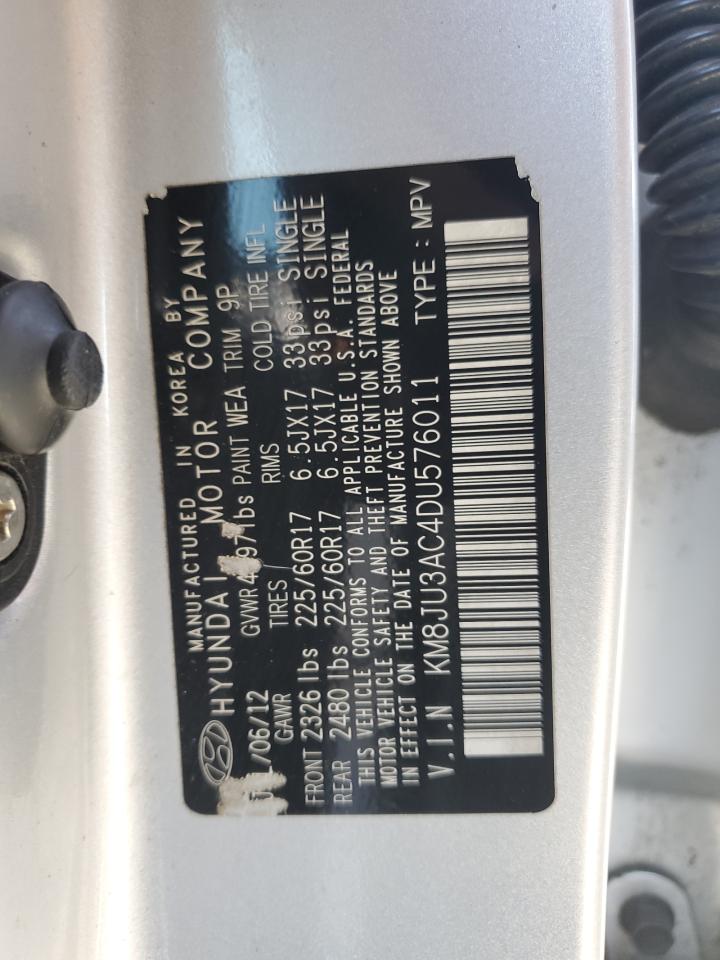 MANUFACTURED IN KOREA BY
HYUNDAI MOTOR COMPANY
/06/12 GVWR 4 97 lbs PAINT WEA TRIM 9P
GAWR TIRES RIMS COLD TIRE INFL
FRONT 2326 lbs 225/60R17 6.5JX17 33psi SINGLE
REAR 2480 lbs 225/60R17 6.5JX17 33psi SINGLE
THIS VEHICLE CONFORMS TO ALL APPLICABLE U.S.A. FEDERAL
MOTOR VEHICLE SAFETY AND THEFT PREVENTION STANDARDS
IN EFFECT ON THE DATE OF MANUFACTURE SHOWN ABOVE
V.I.N KM8JU3AC4DU576011 TYPE : MPV